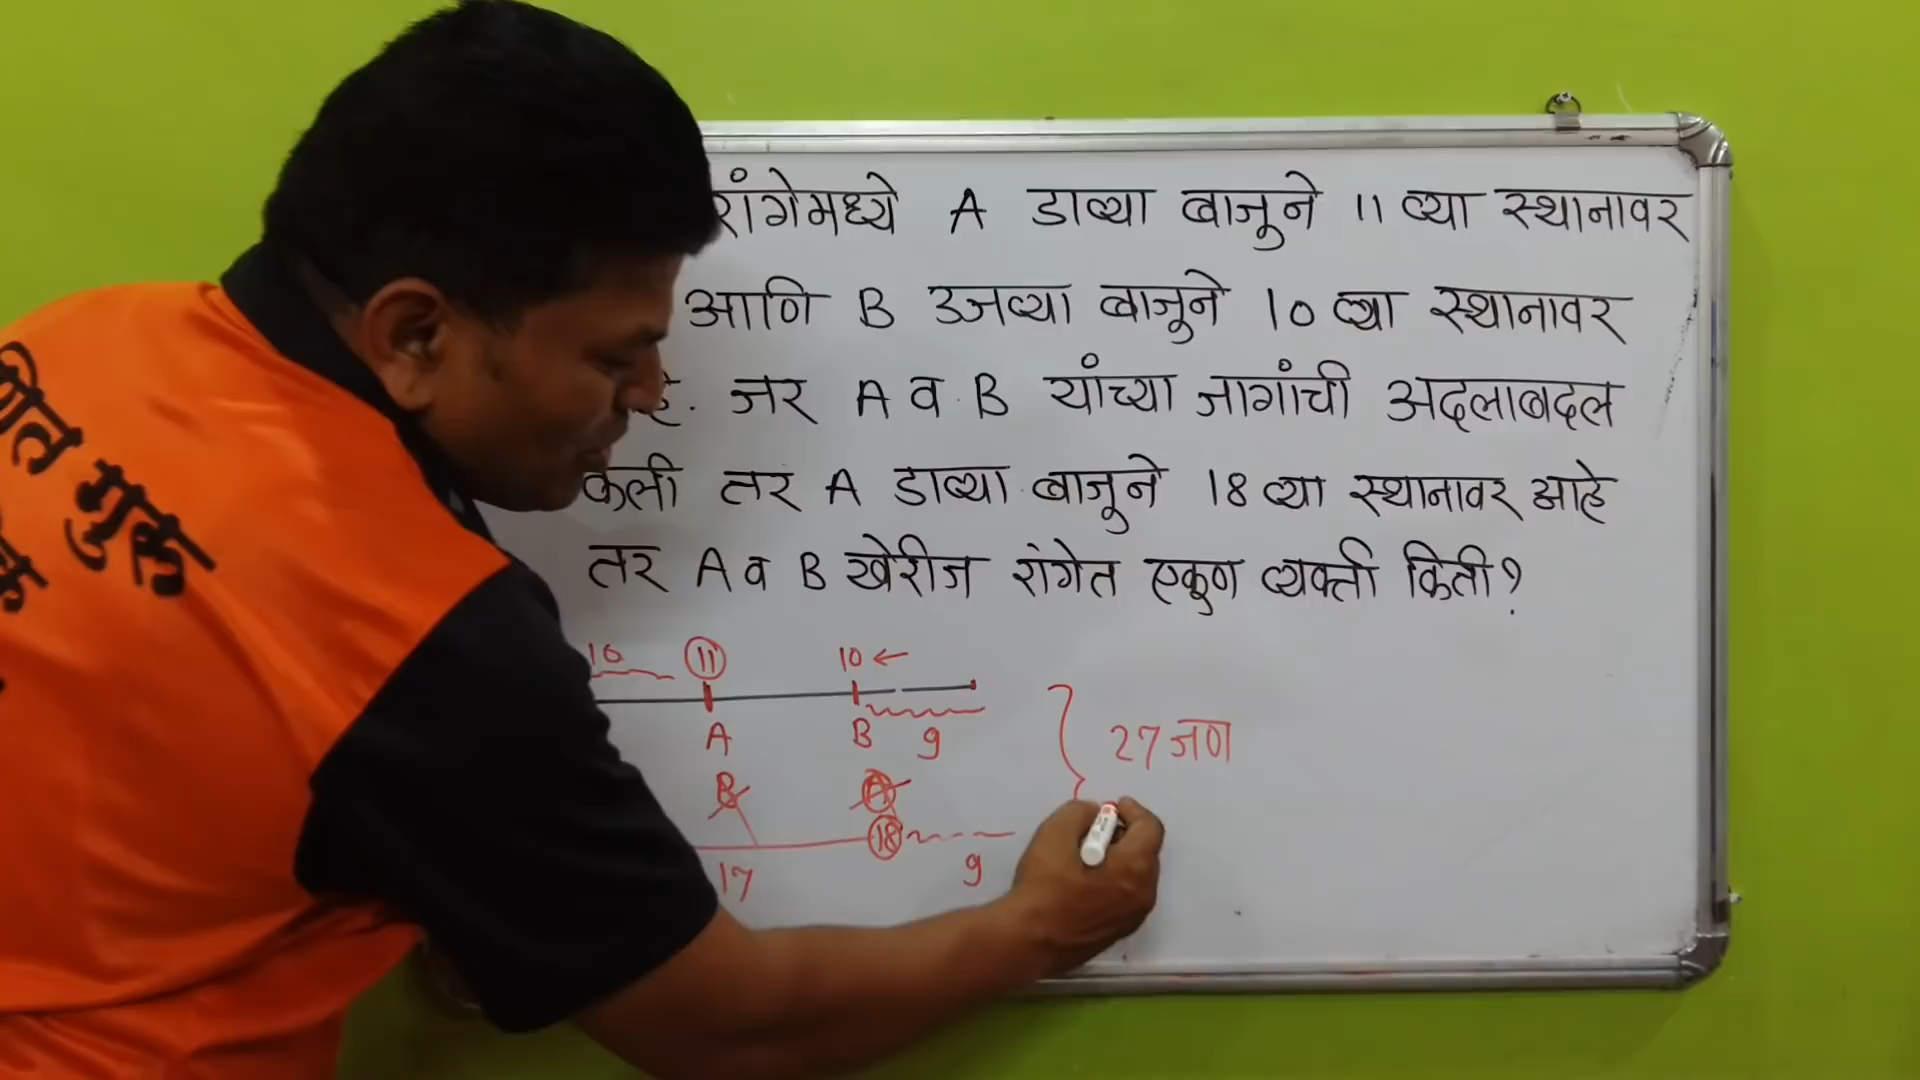 रांगेमध्ये A डाव्या बाजूने 11 व्या स्थानावर
आणि B उजव्या बाजूने 10 व्या स्थानावर
. जर A व B यांच्या जागांची अदलाबदल
केली तर A डाव्या बाजूने 18 व्या स्थानावर आहे
तर A व B खेरीज रांगेत एकूण व्यक्ती किती?
10 11 10 ←
A B 9
27 जण
B A
18
17 9
गुरू